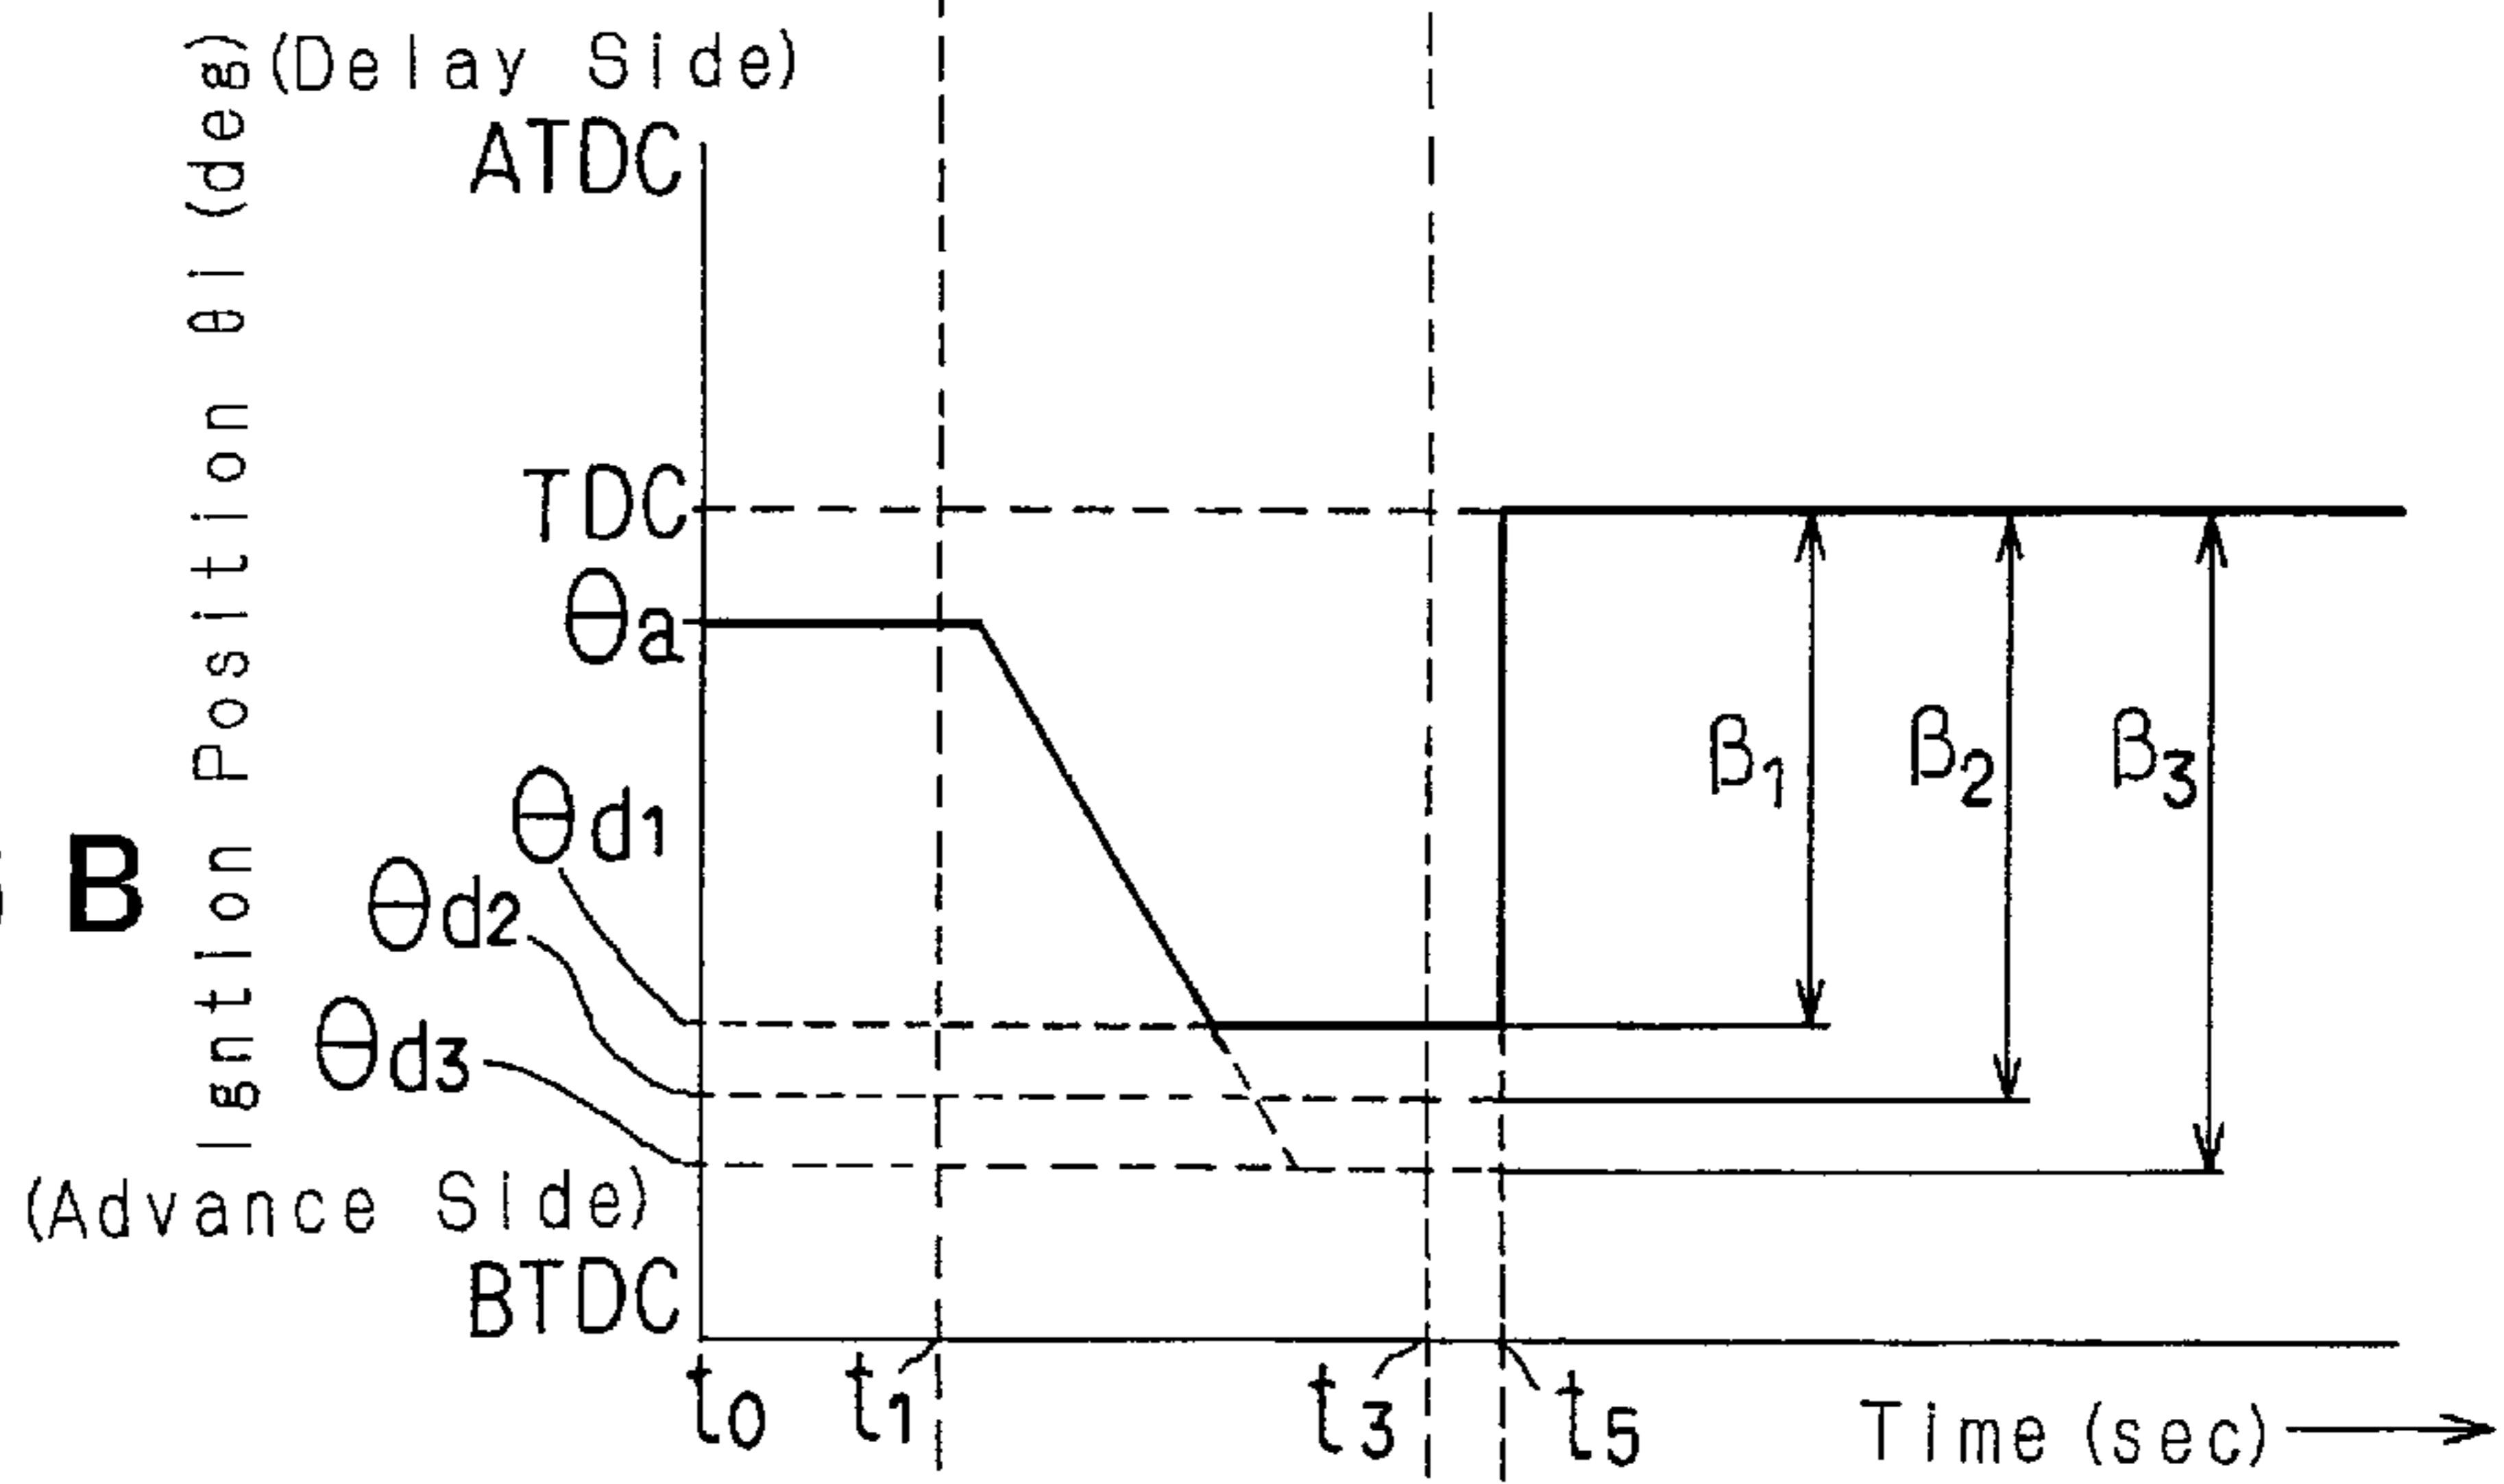 (Delay Side)
ATDC
Igntion Position θi (deg)
TDC
θa
θd1
θd2
θd3
B
(Advance Side)
BTDC
β1
β2
β3
t0
t1
t3
t5
Time (sec)